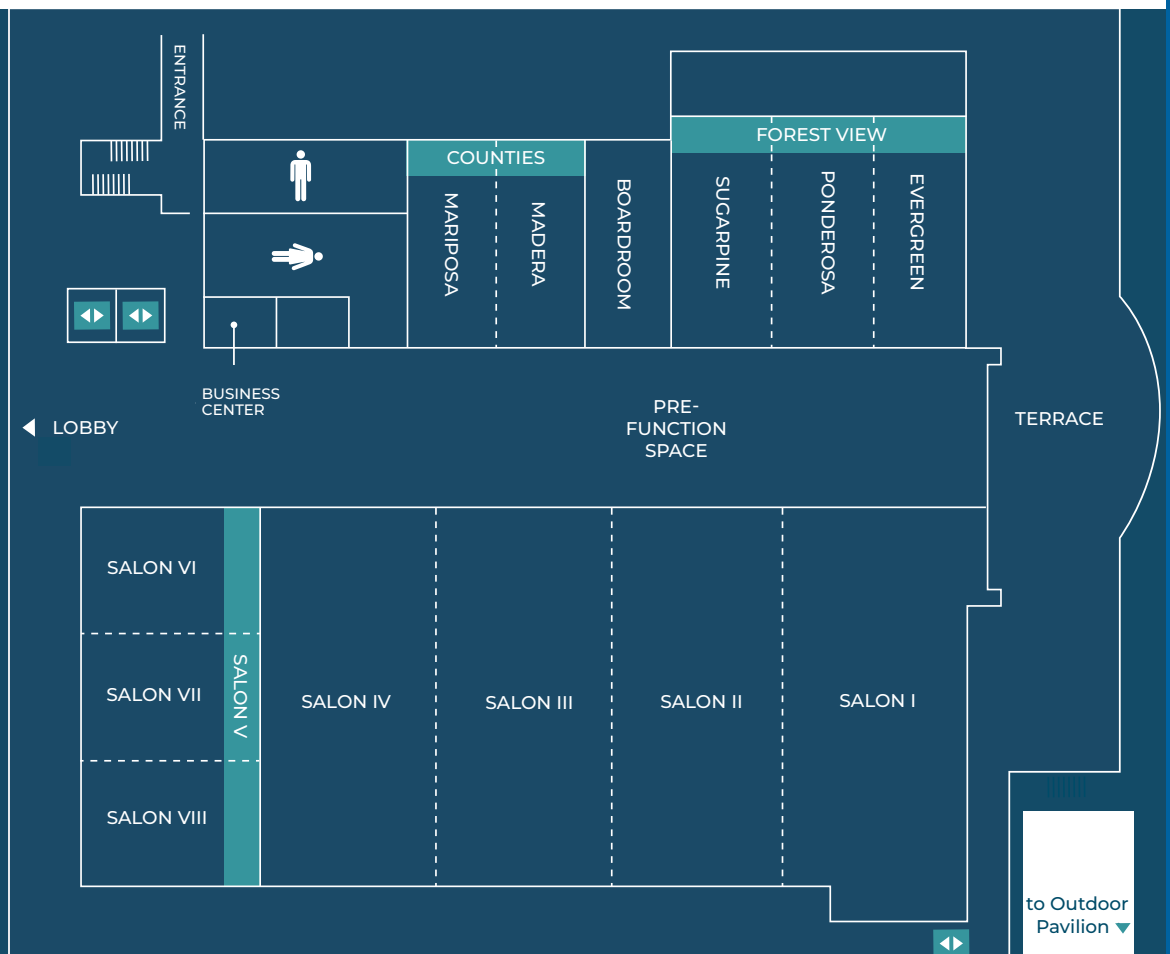 ENTRANCE
FOREST VIEW
COUNTIES
MARIPOSA
MADERA
BOARDROOM
SUGARPINE
PONDEROSA
EVERGREEN
BUSINESS
CENTER
LOBBY
PRE-
FUNCTION
SPACE
TERRACE
SALON VI
SALON VII
SALON VIII
SALON V
SALON IV
SALON III
SALON II
SALON I
to Outdoor
Pavilion